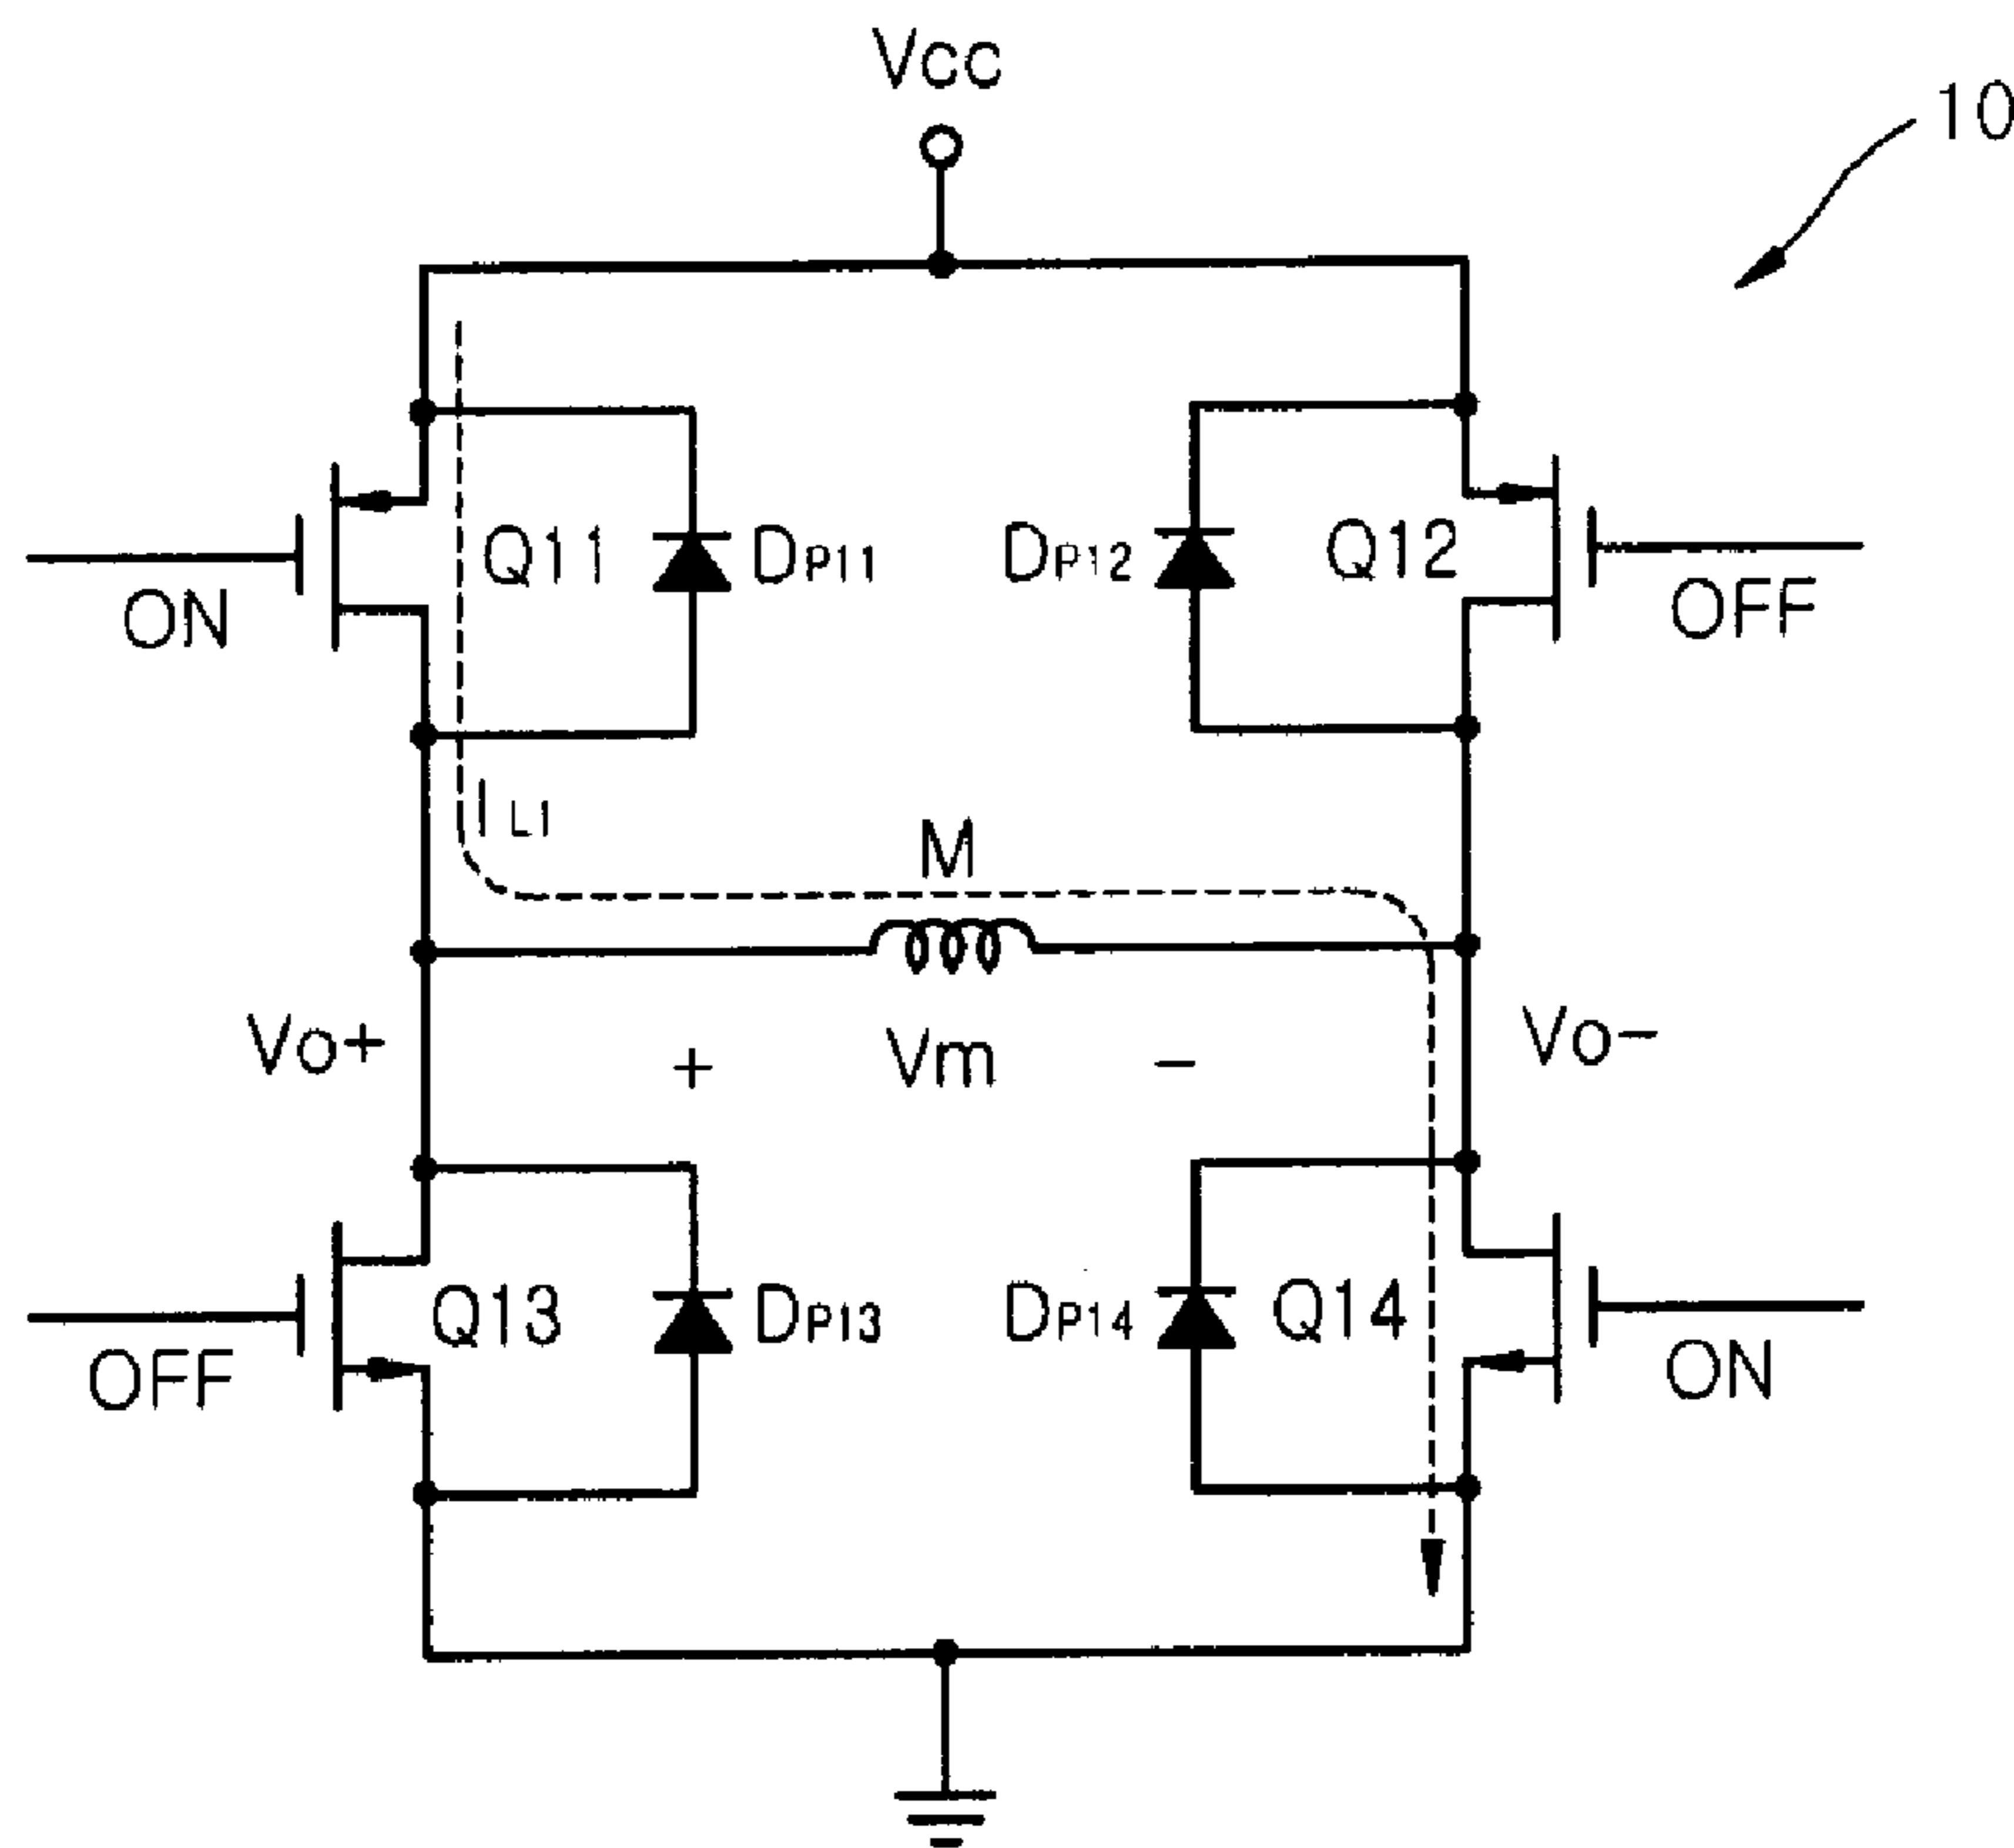 Vcc
10
Q11
DP11
DP12
Q12
ON
OFF
IL1
M
Vo+
+
Vm
-
Vo-
Q13
DP13
DP14
Q14
OFF
ON